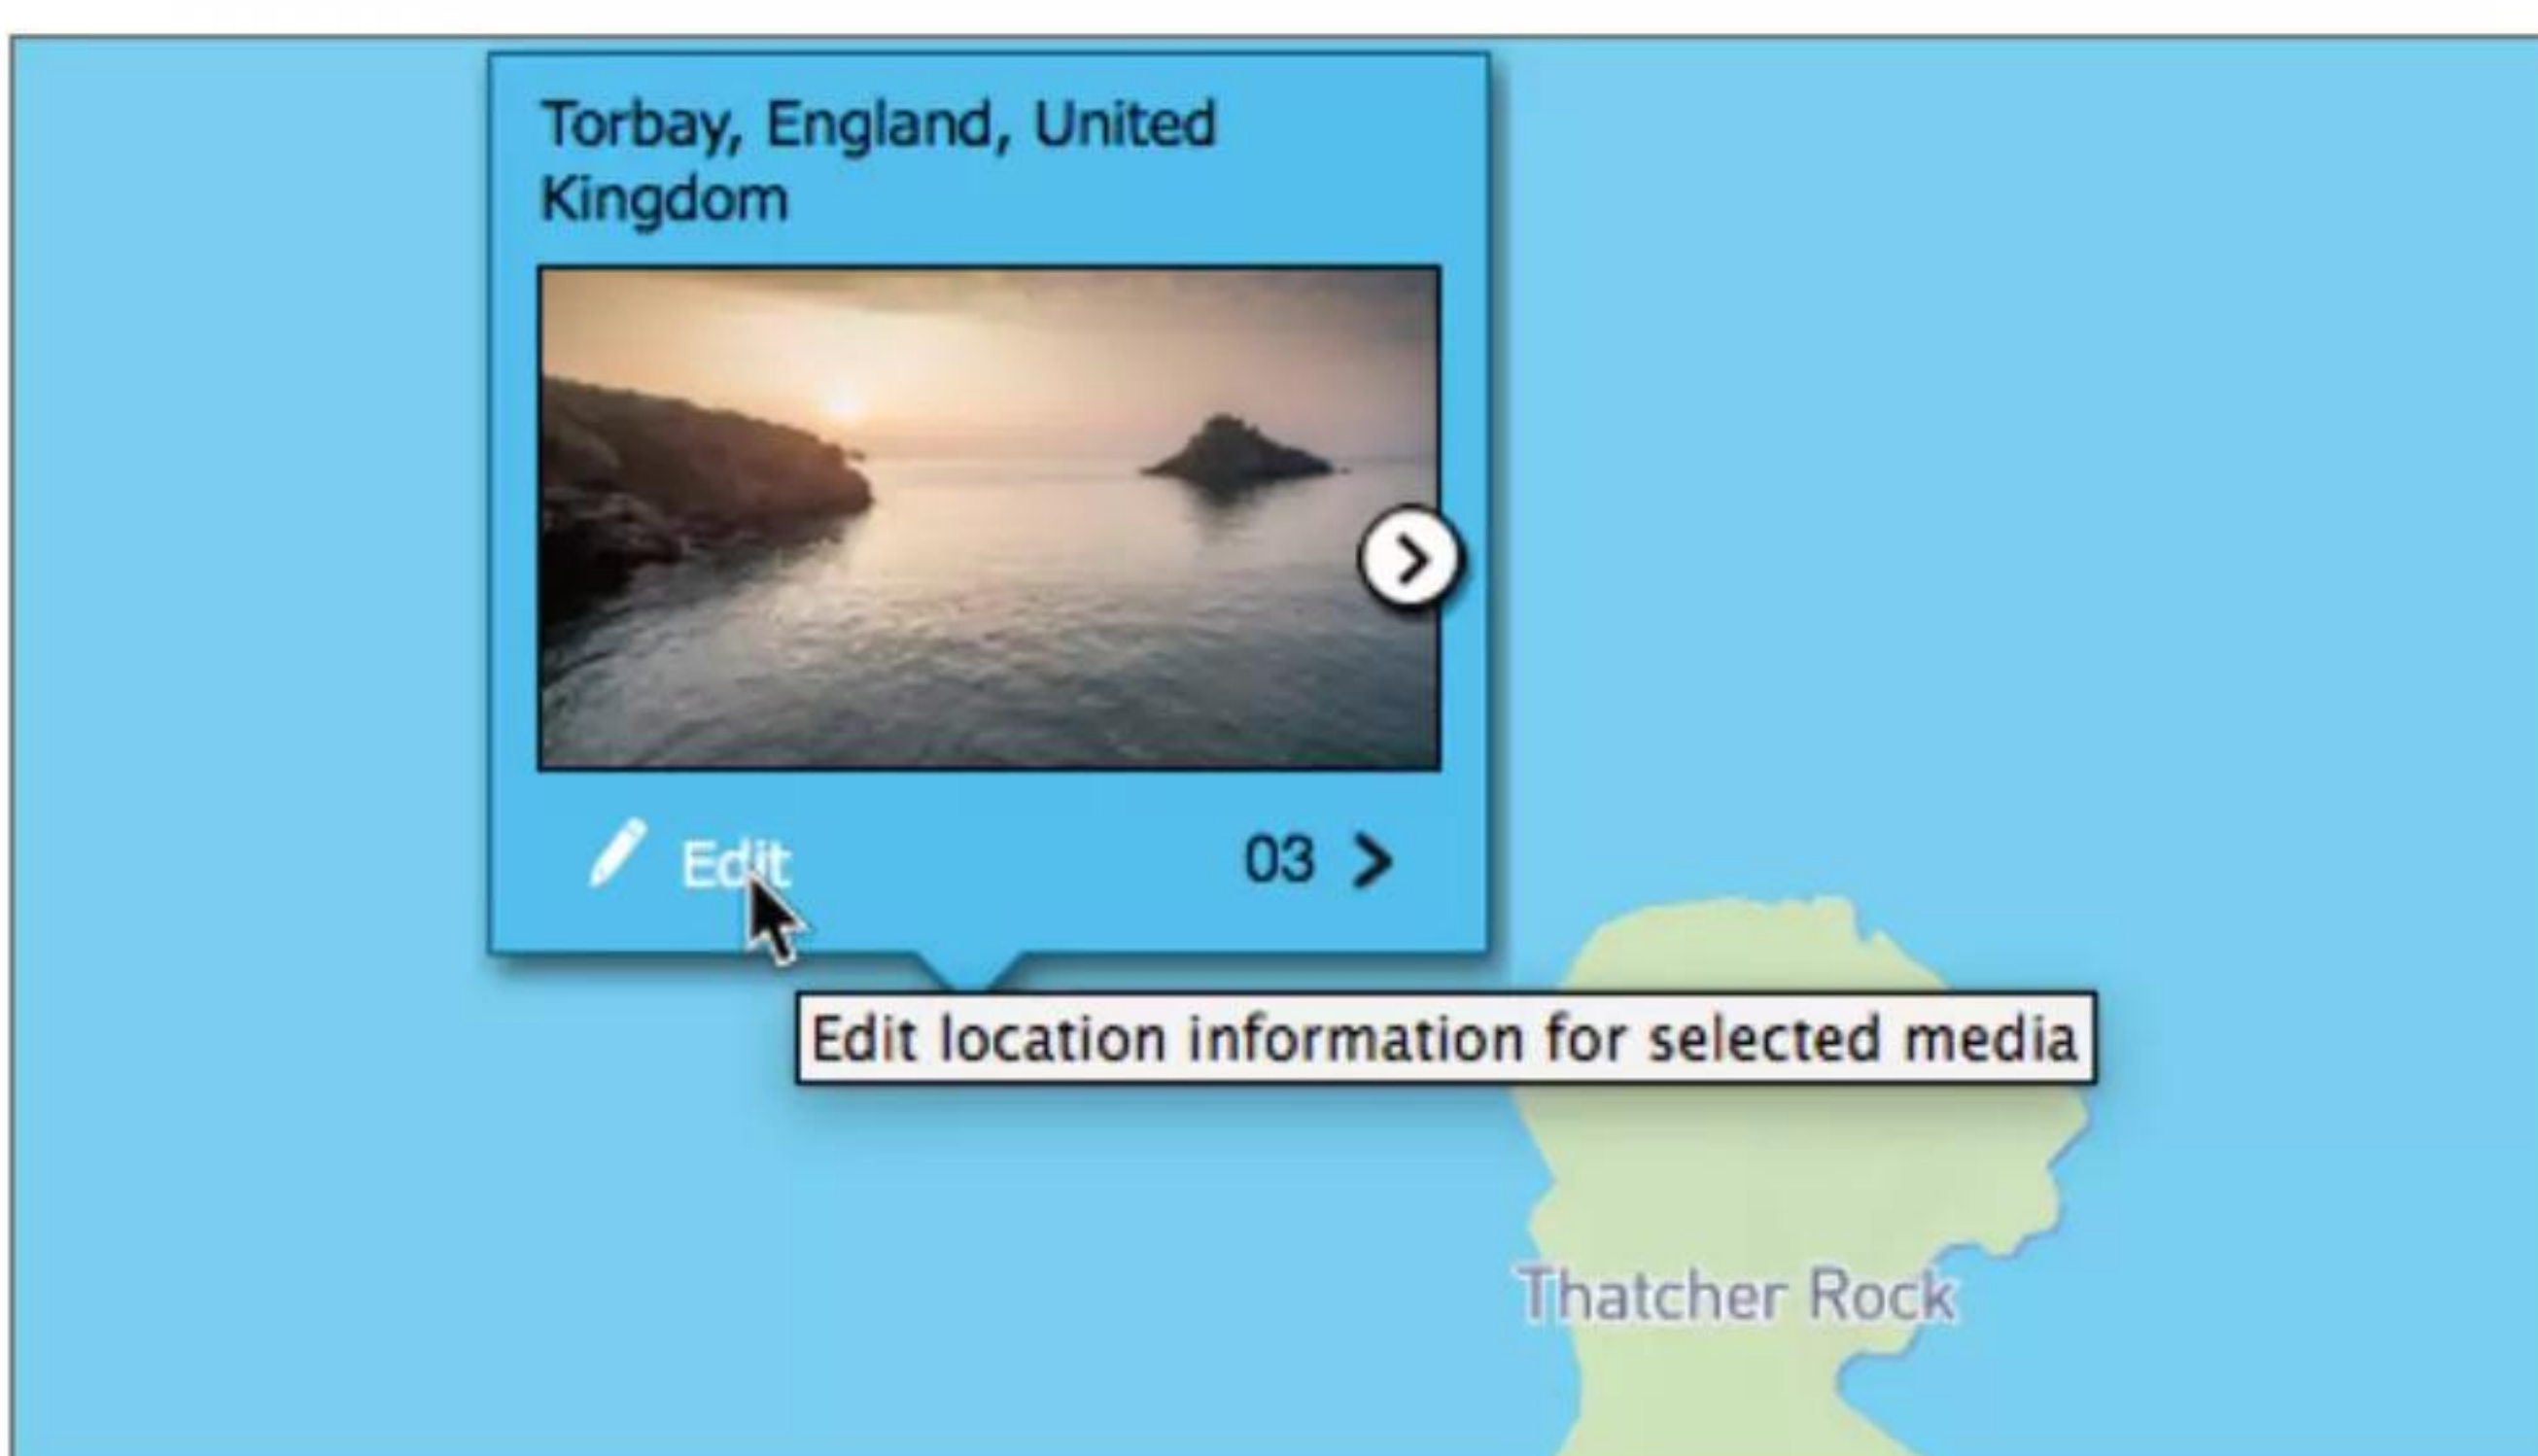 Torbay, England, United
Kingdom
Edit
03
Edit location information for selected media
Thatcher Rock